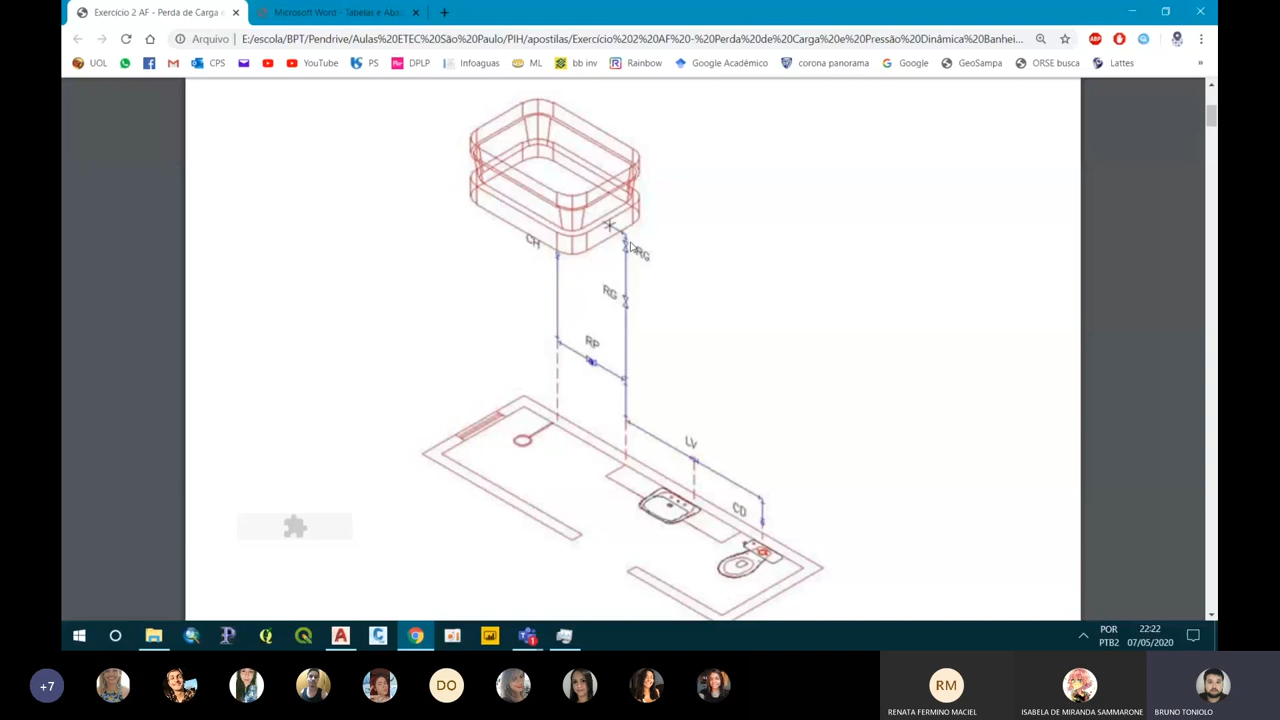 Exercício 2 AF - Perda de Carga e
Microsoft Word - Tabelas e Aba
Arquivo
E:/escola/BPT/Pendrive/Aulas%20ETEC%20São%20Paulo/PIH/apostilas/Exercício%202%20AF%20-%20Perda%20de%20Carga%20e%20Pressão%20Dinâmica%20Banhei...
ABP
UOL
CPS
YouTube
PS
DPLP
Infoaguas
ML
bb inv
Rainbow
Google Acadêmico
corona panorama
Google
GeoSampa
ORSE busca
Lattes
»
CH
RG
RG
RP
LV
CD
POR
PTB2
22:22
07/05/2020
+7
DO
RM
RENATA FERMINO MACIEL
ISABELA DE MIRANDA SAMMARONE
BRUNO TONIOLO